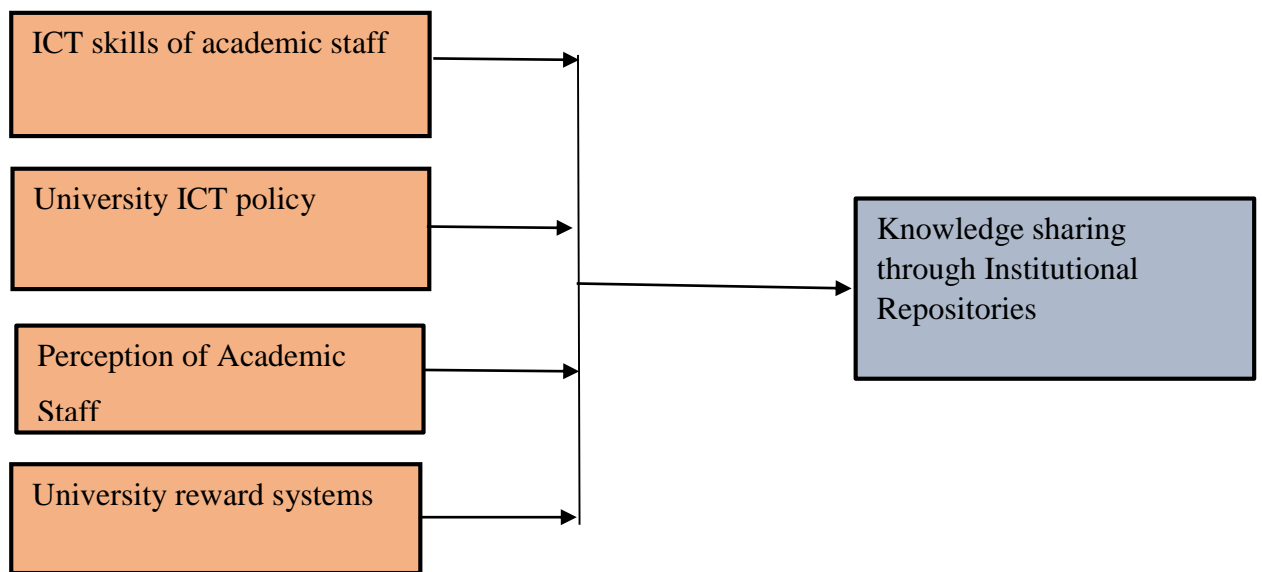 ICT skills of academic staff
University ICT policy
Perception of Academic
Staff
University reward systems
Knowledge sharing
through Institutional
Repositories